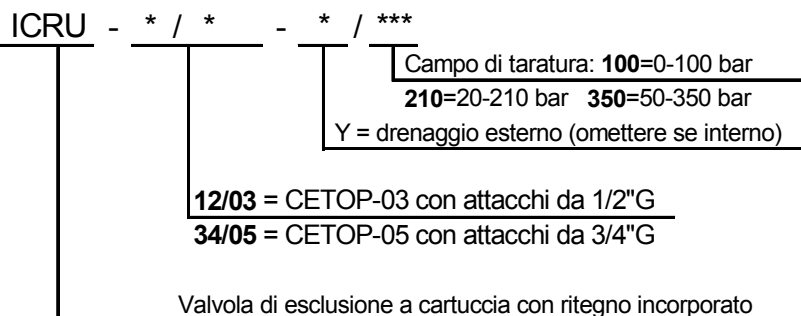 ICRU - * / * - * / ***
Campo di taratura: 100=0-100 bar
210=20-210 bar 350=50-350 bar
Y = drenaggio esterno (omettere se interno)
12/03 = CETOP-03 con attacchi da 1/2"G
34/05 = CETOP-05 con attacchi da 3/4"G
Valvola di esclusione a cartuccia con ritegno incorporato